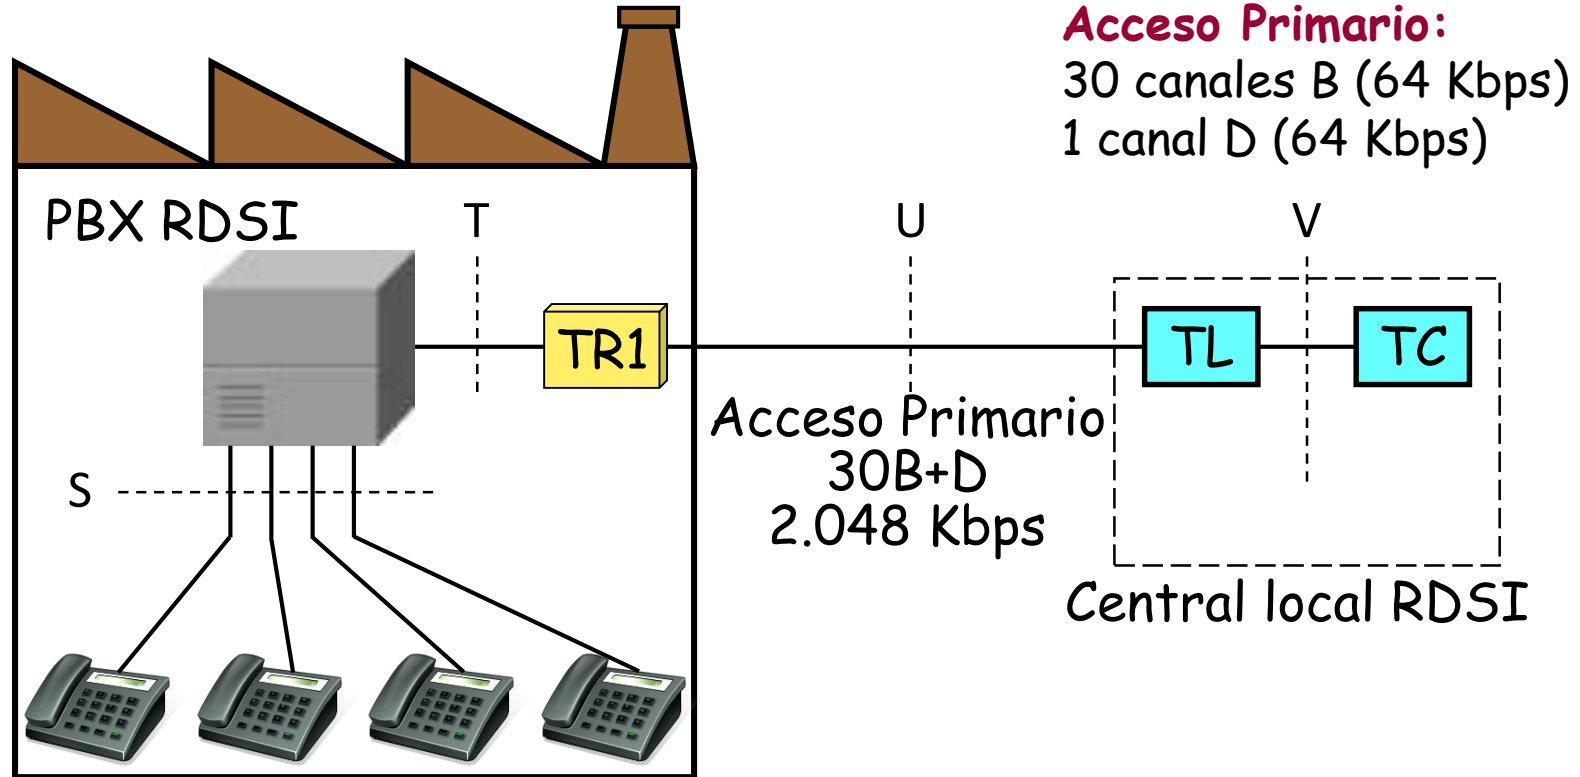 Acceso Primario:
30 canales B (64 Kbps)
1 canal D (64 Kbps)
PBX RDSI
T
U
V
TR1
TL
TC
Acceso Primario
30B+D
2.048 Kbps
S
Central local RDSI